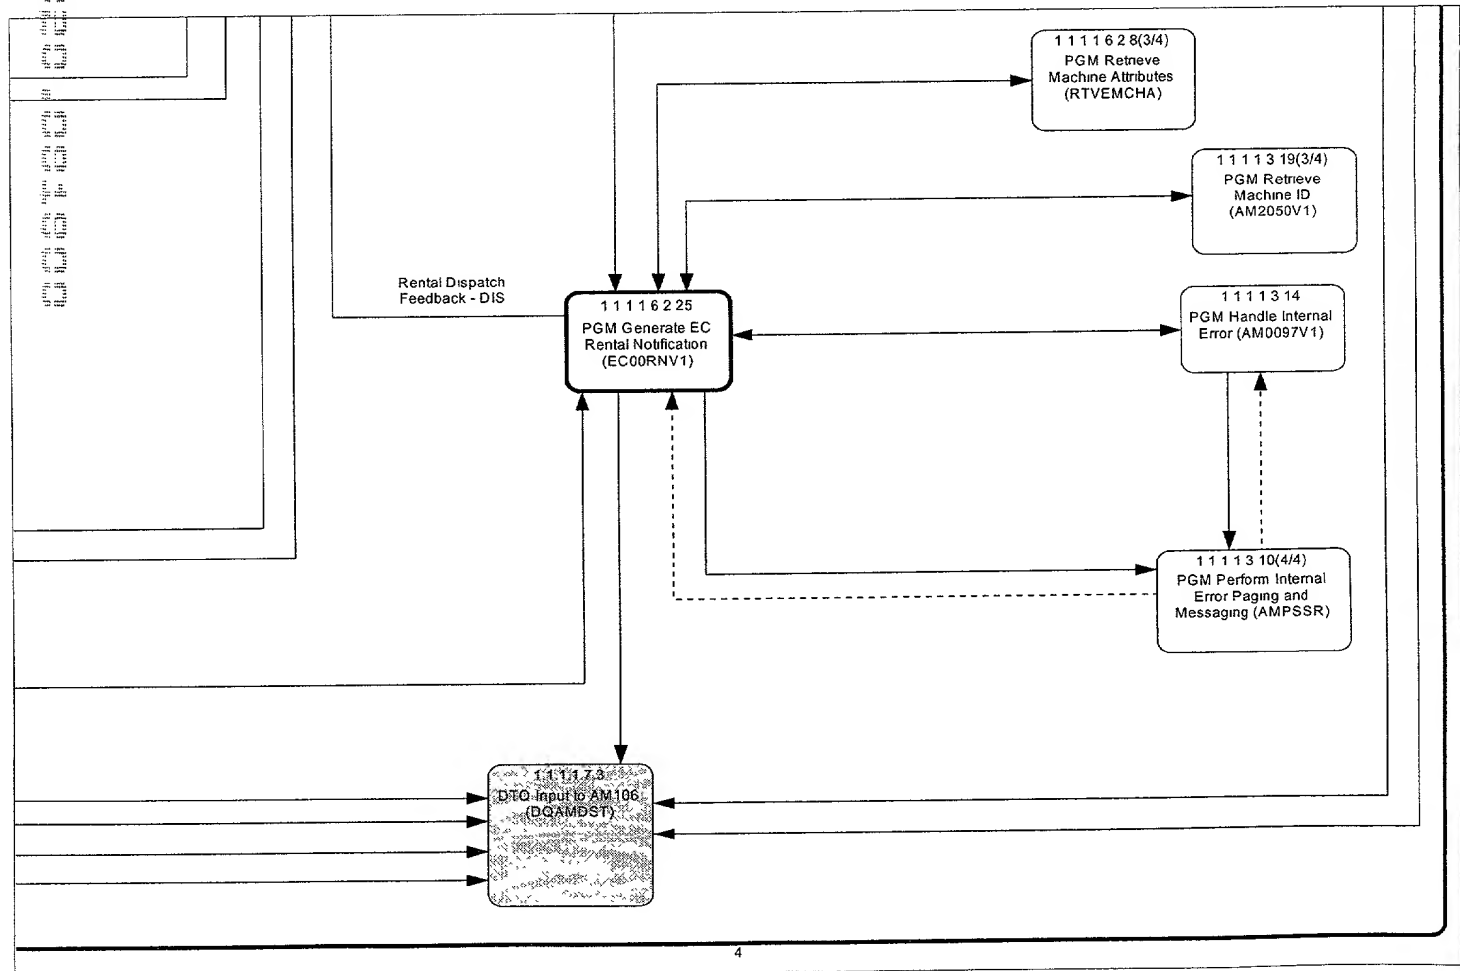 1 1 1 1 6 2 8(3/4)
PGM Retrieve
Machine Attributes
(RTVEMCHA)
1 1 1 1 3 19(3/4)
PGM Retrieve
Machine ID
(AM2050V1)
Rental Dispatch
Feedback - DIS
1 1 1 1 6 2 25
PGM Generate EC
Rental Notification
(EC00RNV1)
1 1 1 1 3 14
PGM Handle Internal
Error (AM0097V1)
1 1 1 1 3 10(4/4)
PGM Perform Internal
Error Paging and
Messaging (AMPSSR)
1.1.1.1.7.3
DTQ Input to AM106
(DQAMDST)
4